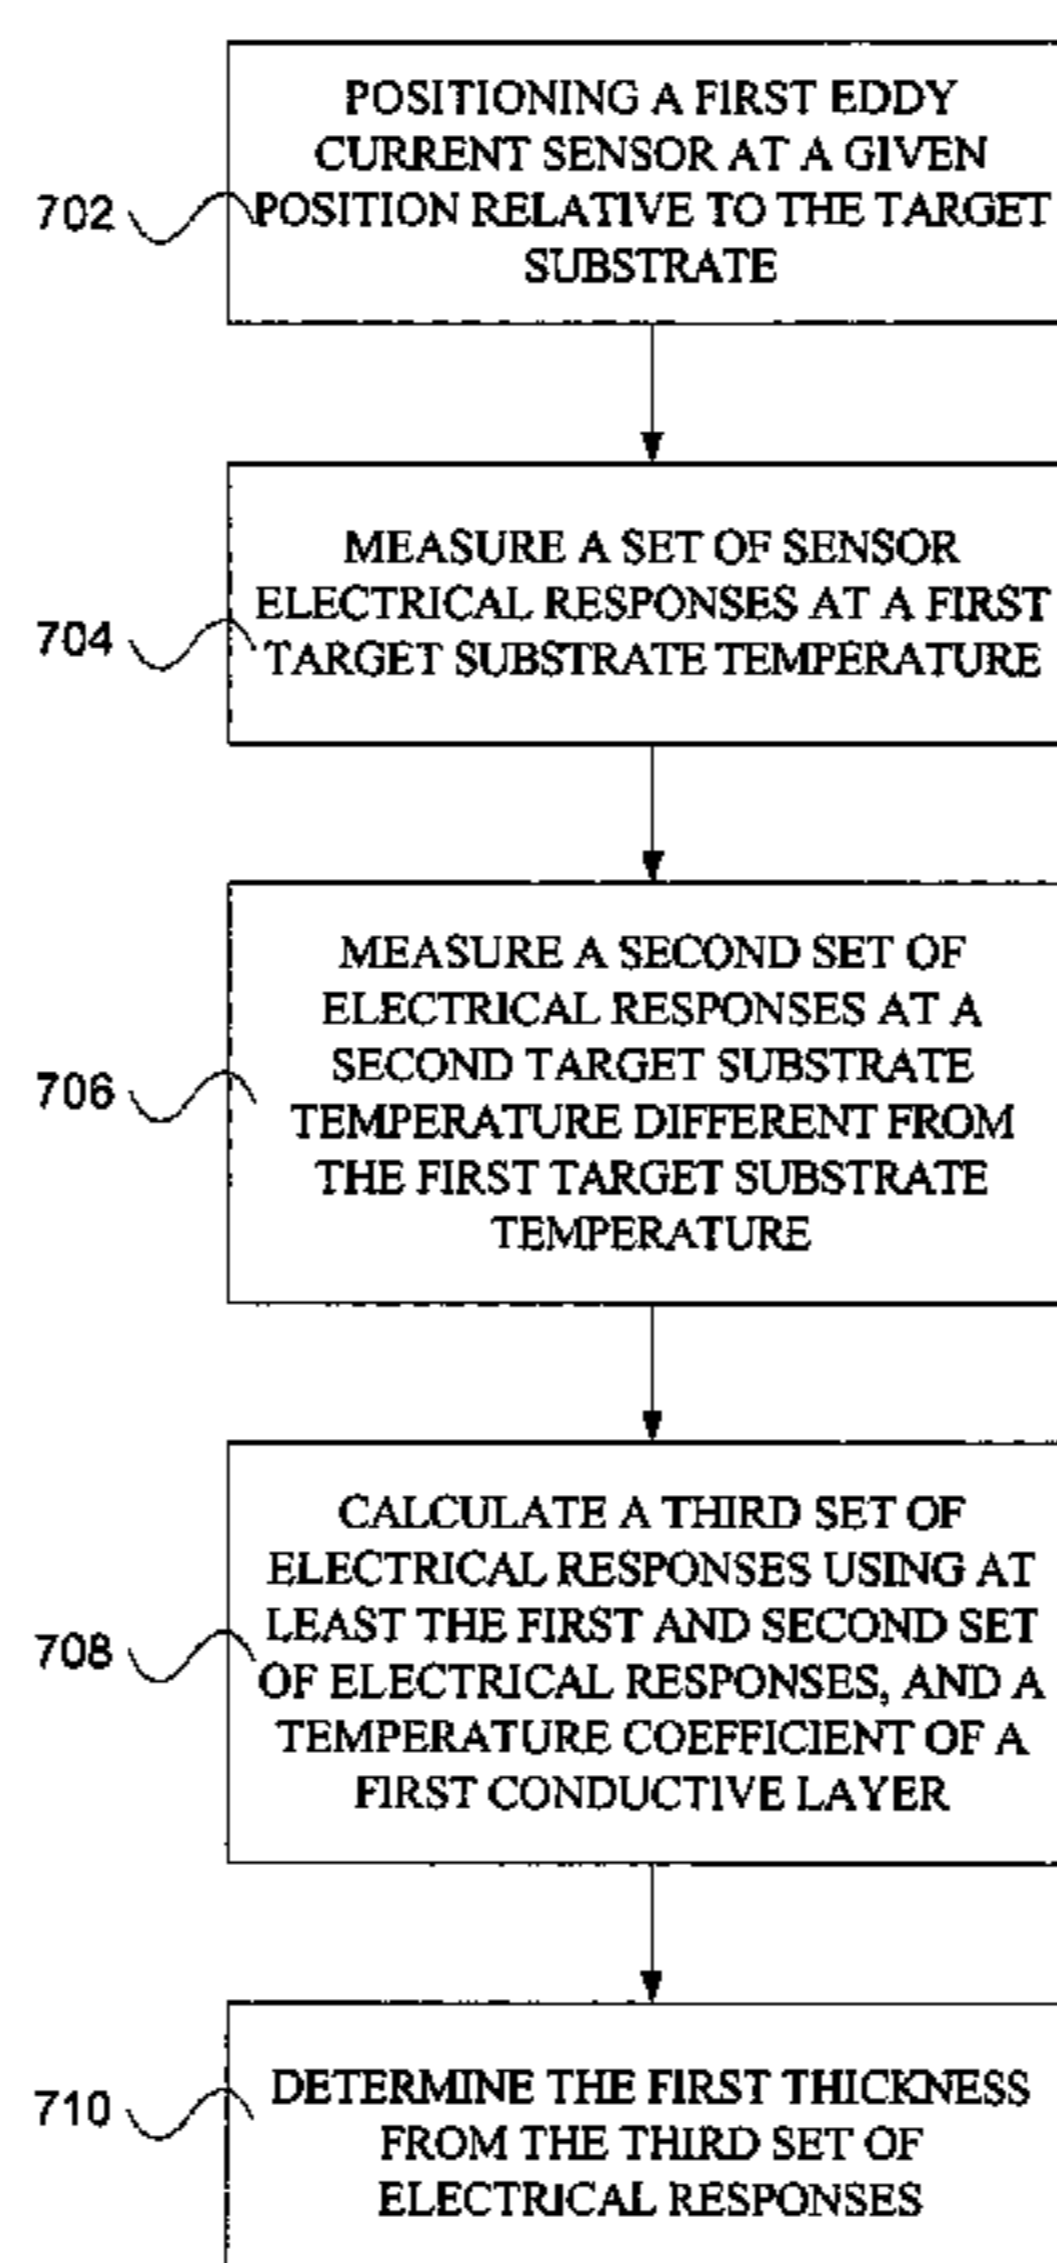 POSITIONING A FIRST EDDY
CURRENT SENSOR AT A GIVEN
702
POSITION RELATIVE TO THE TARGET
SUBSTRATE
MEASURE A SET OF SENSOR
ELECTRICAL RESPONSES AT A FIRST
704
TARGET SUBSTRATE TEMPERATURE
MEASURE A SECOND SET OF
ELECTRICAL RESPONSES AT A
SECOND TARGET SUBSTRATE
706
TEMPERATURE DIFFERENT FROM
THE FIRST TARGET SUBSTRATE
TEMPERATURE
CALCULATE A THIRD SET OF
ELECTRICAL RESPONSES USING AT
LEAST THE FIRST AND SECOND SET
708
OF ELECTRICAL RESPONSES, AND A
TEMPERATURE COEFFICIENT OF A
FIRST CONDUCTIVE LAYER
DETERMINE THE FIRST THICKNESS
710
FROM THE THIRD SET OF
ELECTRICAL RESPONSES